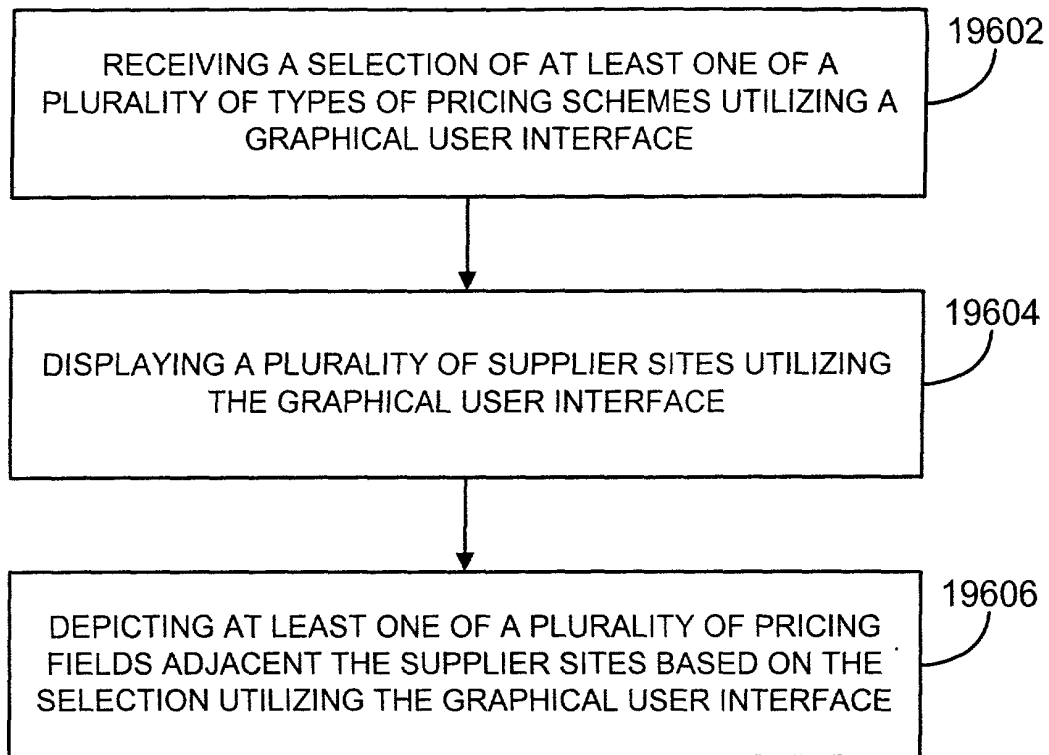 19602
RECEIVING A SELECTION OF AT LEAST ONE OF A
PLURALITY OF TYPES OF PRICING SCHEMES UTILIZING A
GRAPHICAL USER INTERFACE
19604
DISPLAYING A PLURALITY OF SUPPLIER SITES UTILIZING
THE GRAPHICAL USER INTERFACE
19606
DEPICTING AT LEAST ONE OF A PLURALITY OF PRICING
FIELDS ADJACENT THE SUPPLIER SITES BASED ON THE
SELECTION UTILIZING THE GRAPHICAL USER INTERFACE